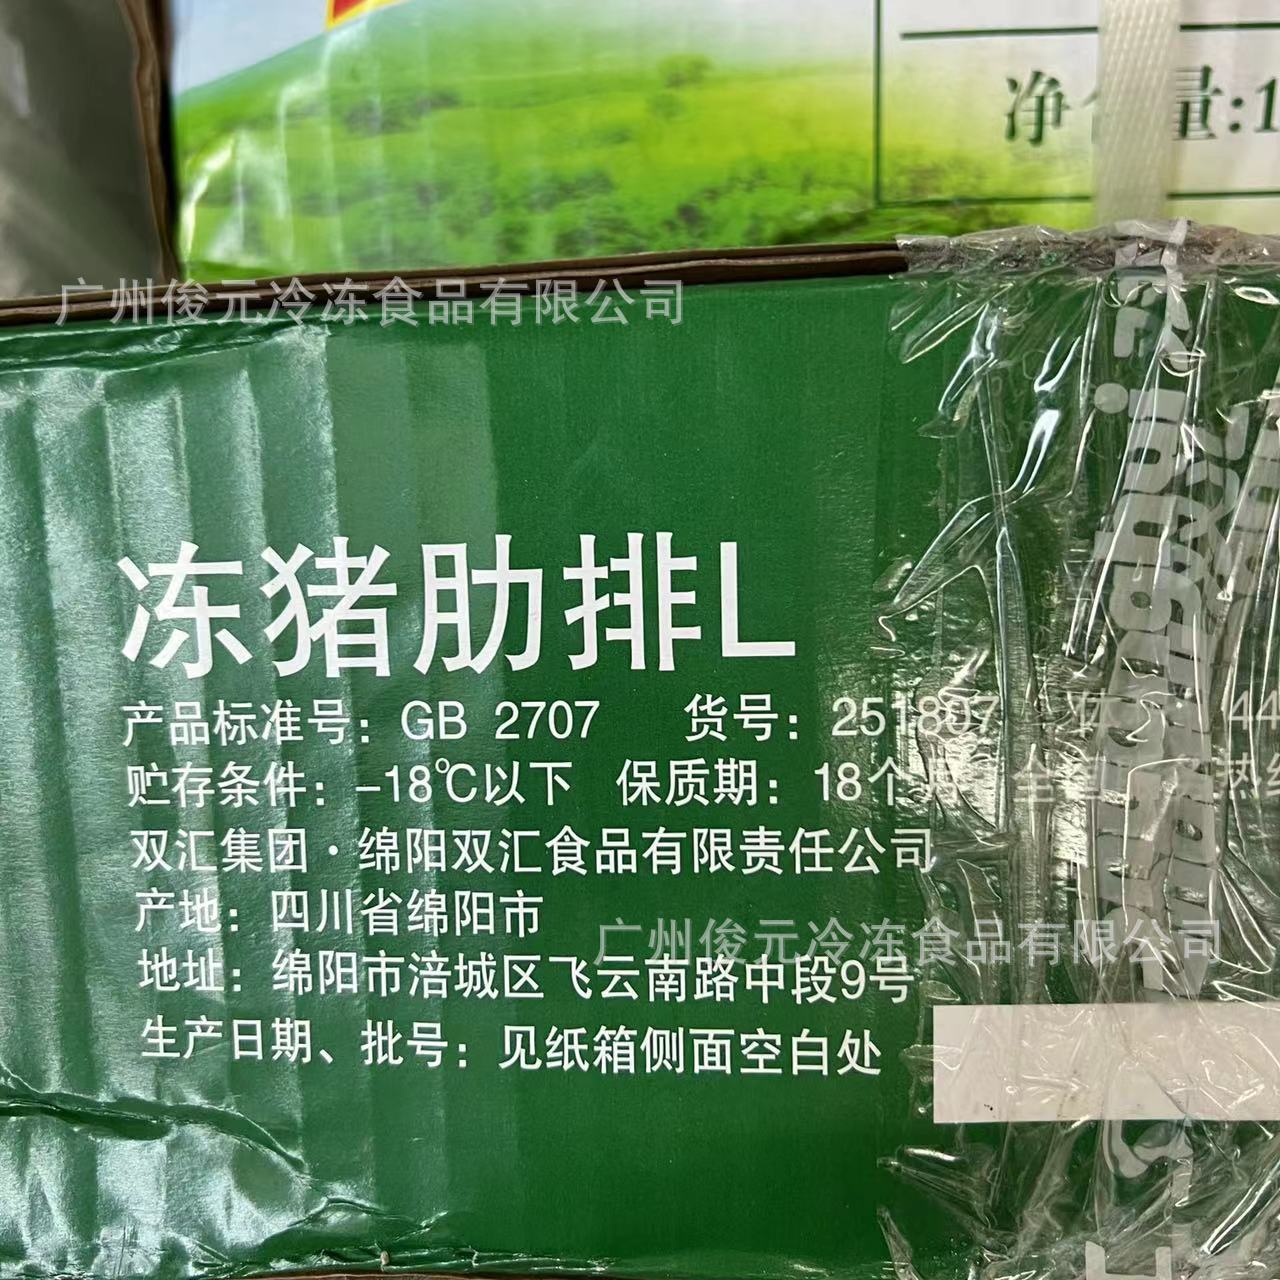 净含量:1
广州俊元冷冻食品有限公司
冻猪肋排L
产品标准号：GB 2707 货号：251807
贮存条件：-18℃以下 保质期：18个月
双汇集团·绵阳双汇食品有限责任公司
产地：四川省绵阳市
广州俊元冷冻食品有限公司
地址：绵阳市涪城区飞云南路中段9号
生产日期、批号：见纸箱侧面空白处